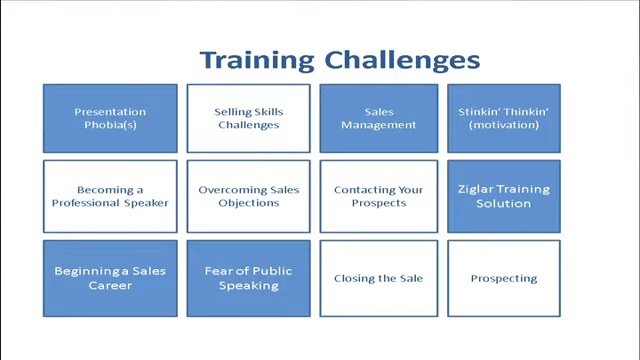 Training Challenges
Presentation
Phobia(s)
Selling Skills
Challenges
Sales
Management
Stinkin' Thinkin'
(motivation)
Becoming a
Professional Speaker
Overcoming Sales
Objections
Contacting Your
Prospects
Ziglar Training
Solution
Beginning a Sales
Career
Fear of Public
Speaking
Closing the Sale
Prospecting